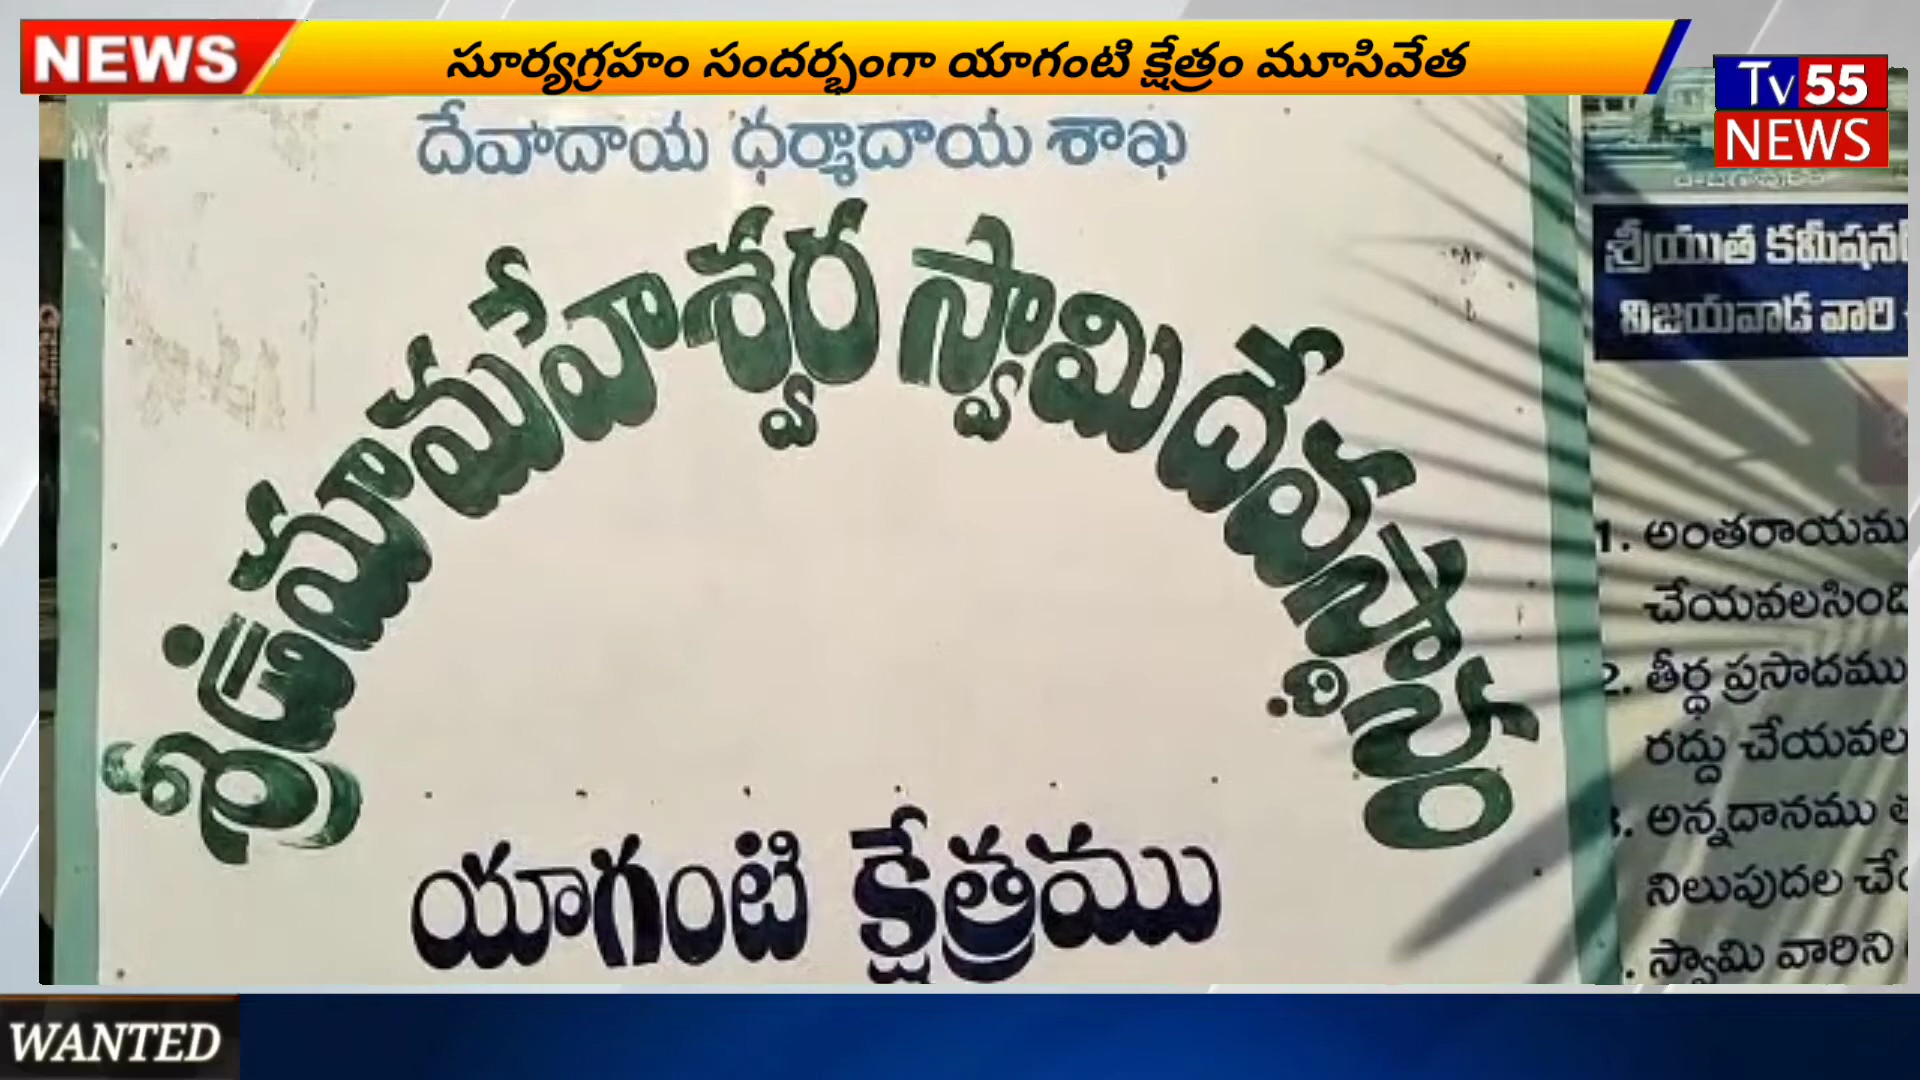 NEWS
సూర్యగ్రహం సందర్భంగా యాగంటి క్షేత్రం మూసివేత
Tv 55
NEWS
దేవాదాయ ధర్మాదాయ శాఖ
శ్రీ ఉమామహేశ్వర స్వామి దేవస్థానం
యాగంటి క్షేత్రము
శ్రీయుత కమీషనర్
విజయవాడ వారి
1. అంతరాయము
చేయవలసింది
2. తీర్థ ప్రసాదము
రద్దు చేయవల
3. అన్నదానము
నిలుపుదల చే
. స్వామి వారిని
WANTED